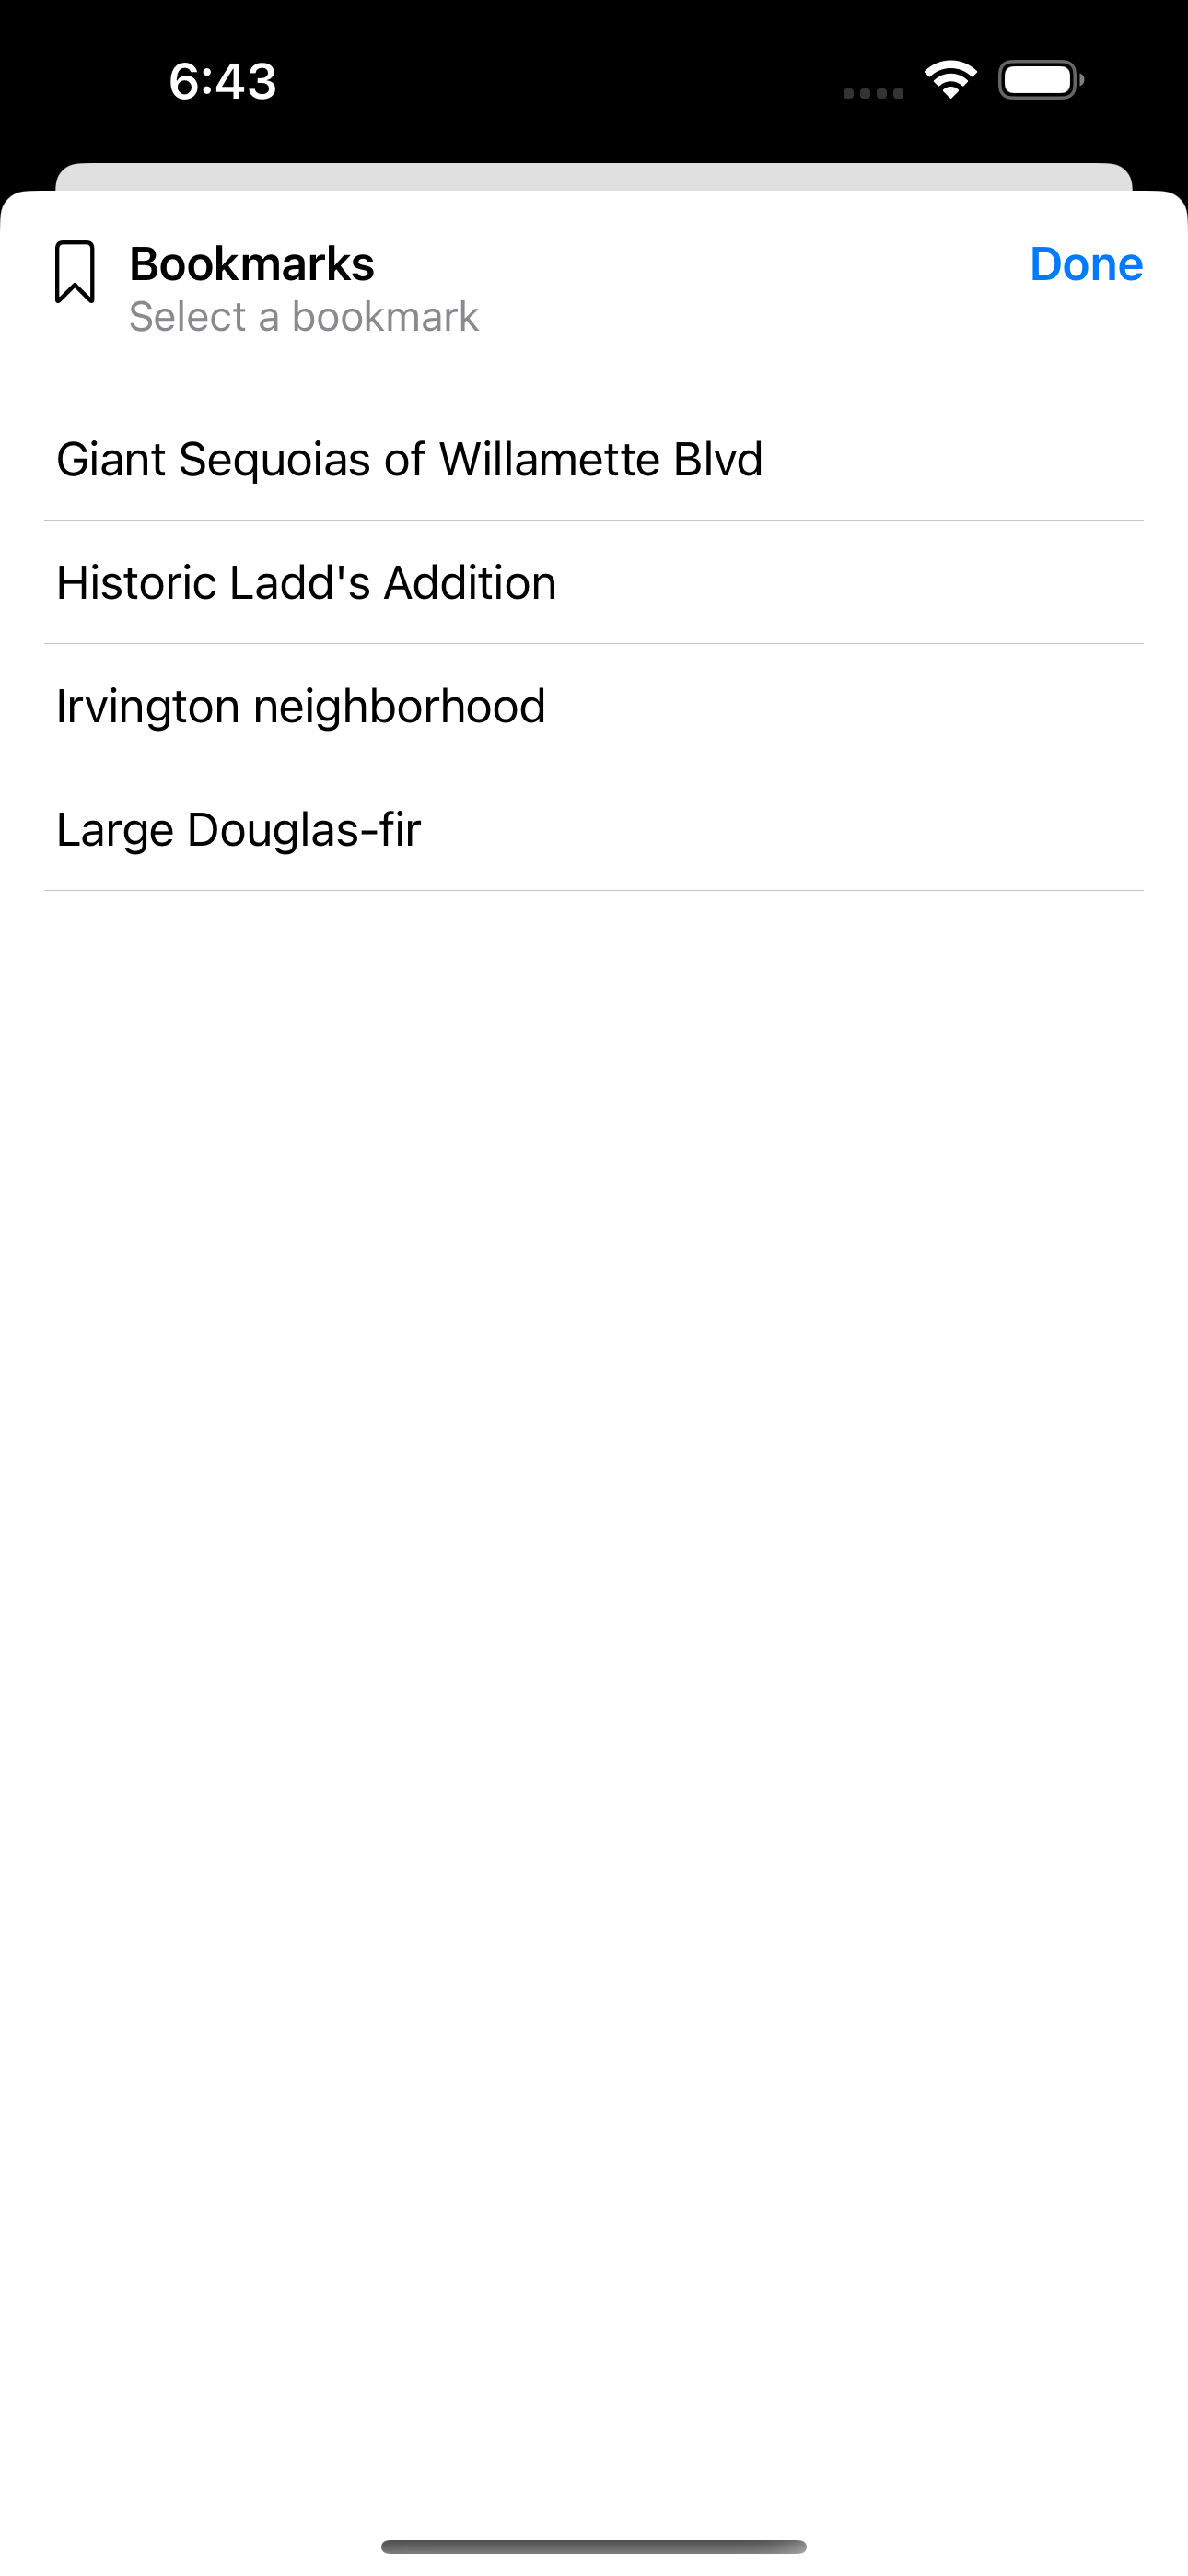 6:43
Bookmarks
Done
Select a bookmark
Giant Sequoias of Willamette Blvd
Historic Ladd's Addition
Irvington neighborhood
Large Douglas-fir